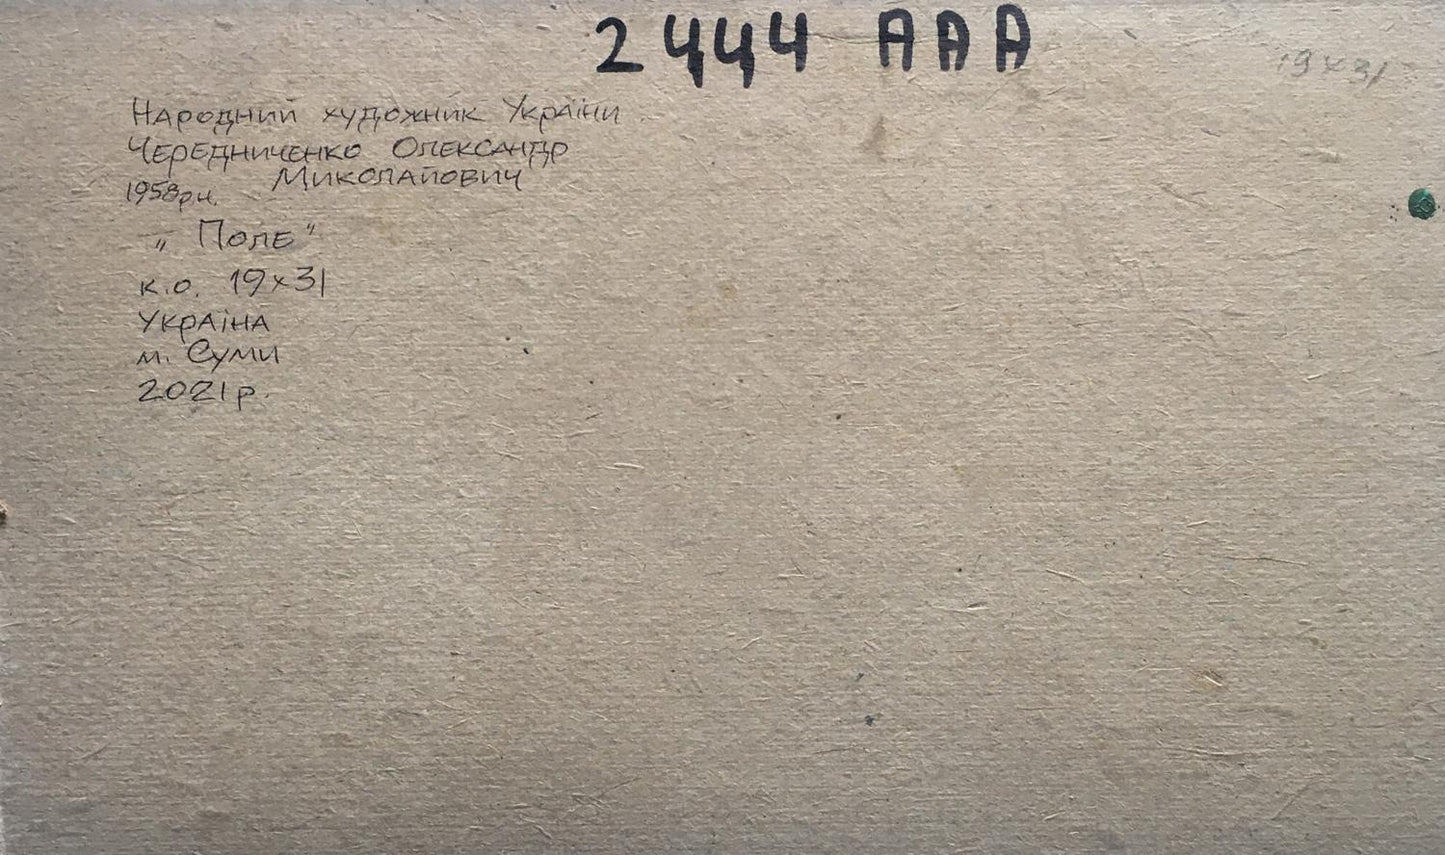 2444 AAA
19x31
Народний художник України
Чередниченко Олександр
Миколайович
1958р.н.
„ Поле"
к.о. 19x31
Україна
м. Суми
2021р.